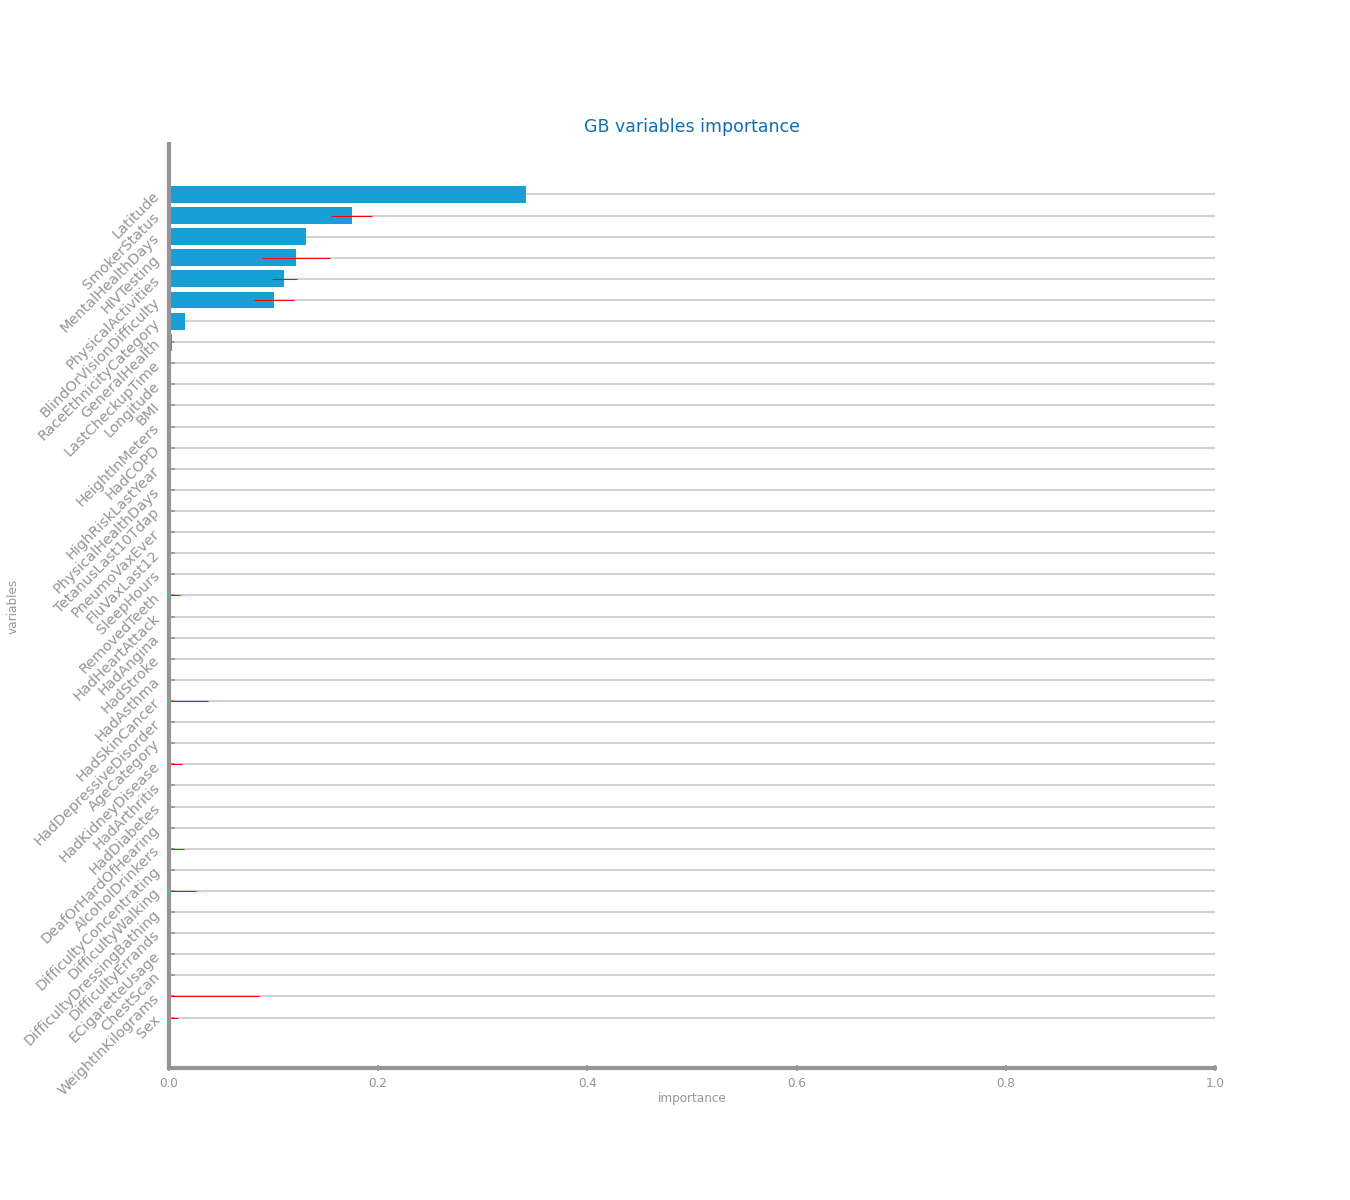 GB variables importance
Latitude
SmokerStatus
MentalHealthDays
HIVTesting
PhysicalActivities
BlindOrVisionDifficulty
RaceEthnicityCategory
GeneralHealth
LastCheckupTime
Longitude
BMI
HeightInMeters
HadCOPD
HighRiskLastYear
PhysicalHealthDays
TetanusLast10Tdap
PneumoVaxEver
FluVaxLast12
SleepHours
RemovedTeeth
HadHeartAttack
HadAngina
HadStroke
HadAsthma
HadSkinCancer
HadDepressiveDisorder
AgeCategory
HadKidneyDisease
HadArthritis
HadDiabetes
DeafOrHardOfHearing
AlcoholDrinkers
DifficultyConcentrating
DifficultyWalking
DifficultyDressingBathing
DifficultyErrands
ECigaretteUsage
ChestScan
WeightInKilograms
Sex
variables
0.0 0.2 0.4 0.6 0.8 1.0
importance